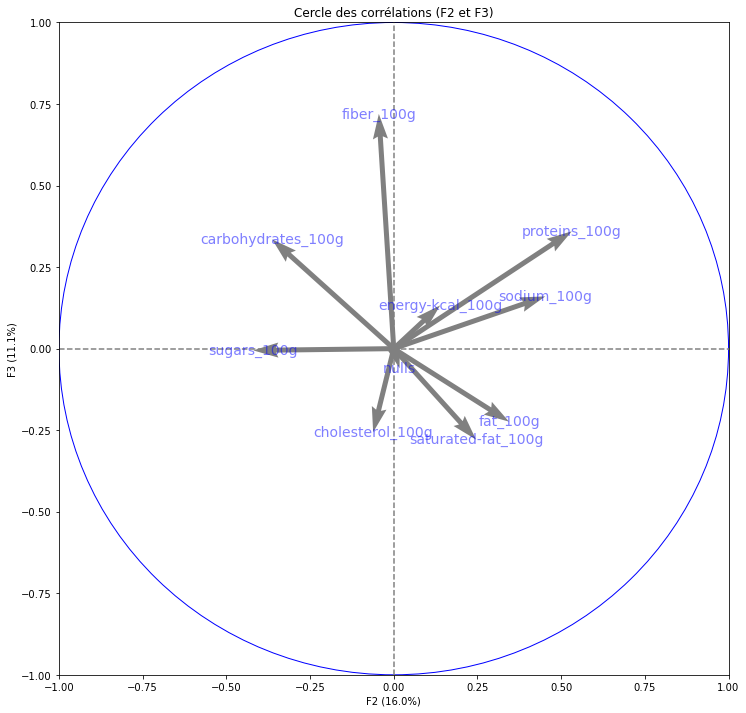 Cercle des corrélations (F2 et F3)
1.00
0.75
fiber_100g
0.50
carbohydrates_100g
proteins_100g
0.25
sodium_100g
energy-kcal_100g
0.00
sugars_100g
nulls
F3 (11.1%)
fat_100g
−0.25
cholesterol_100g
saturated-fat_100g
−0.50
−0.75
−1.00
−1.00 −0.75 −0.50 −0.25 0.00 0.25 0.50 0.75 1.00
F2 (16.0%)